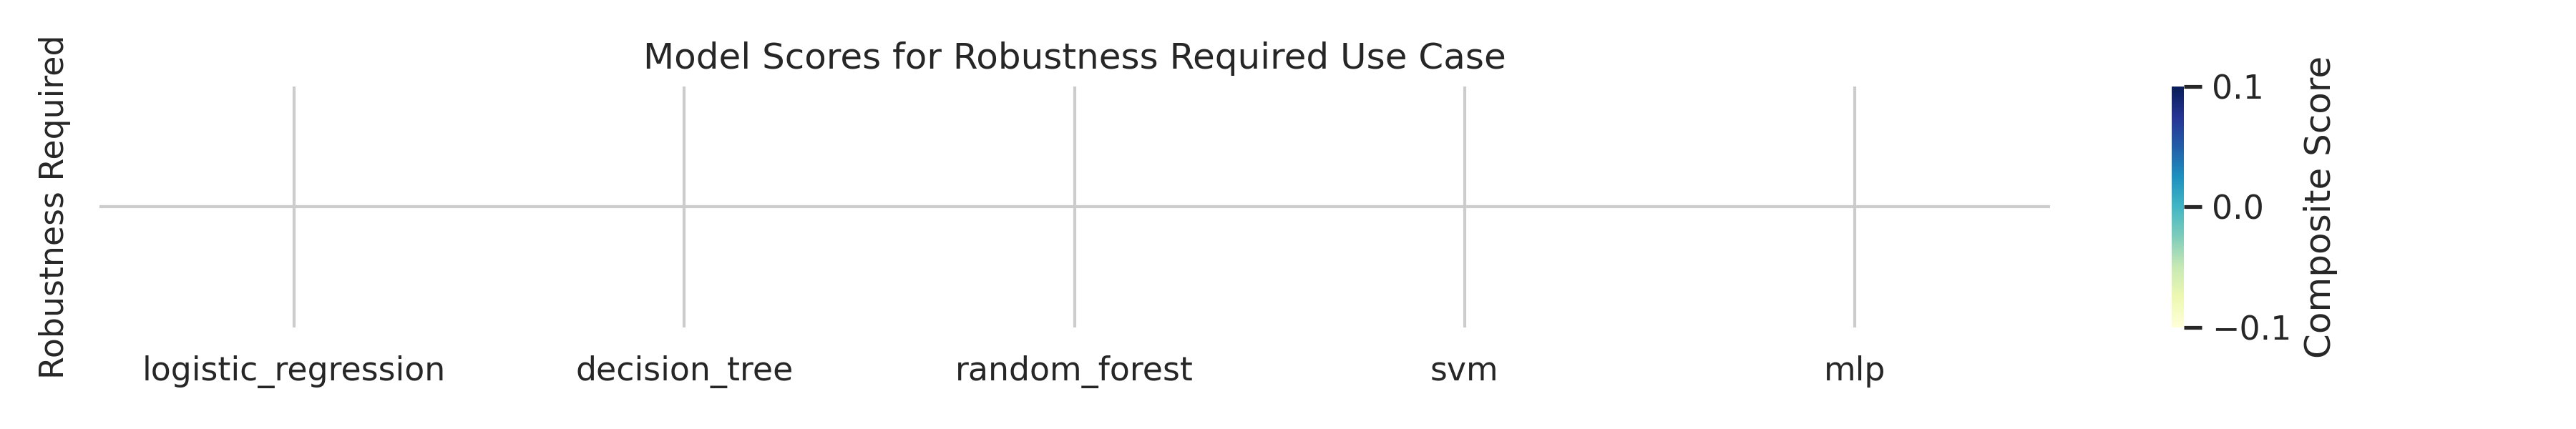 Model Scores for Robustness Required Use Case
Robustness Required
logistic_regression
decision_tree
random_forest
svm
mlp
0.1
0.0
−0.1
Composite Score